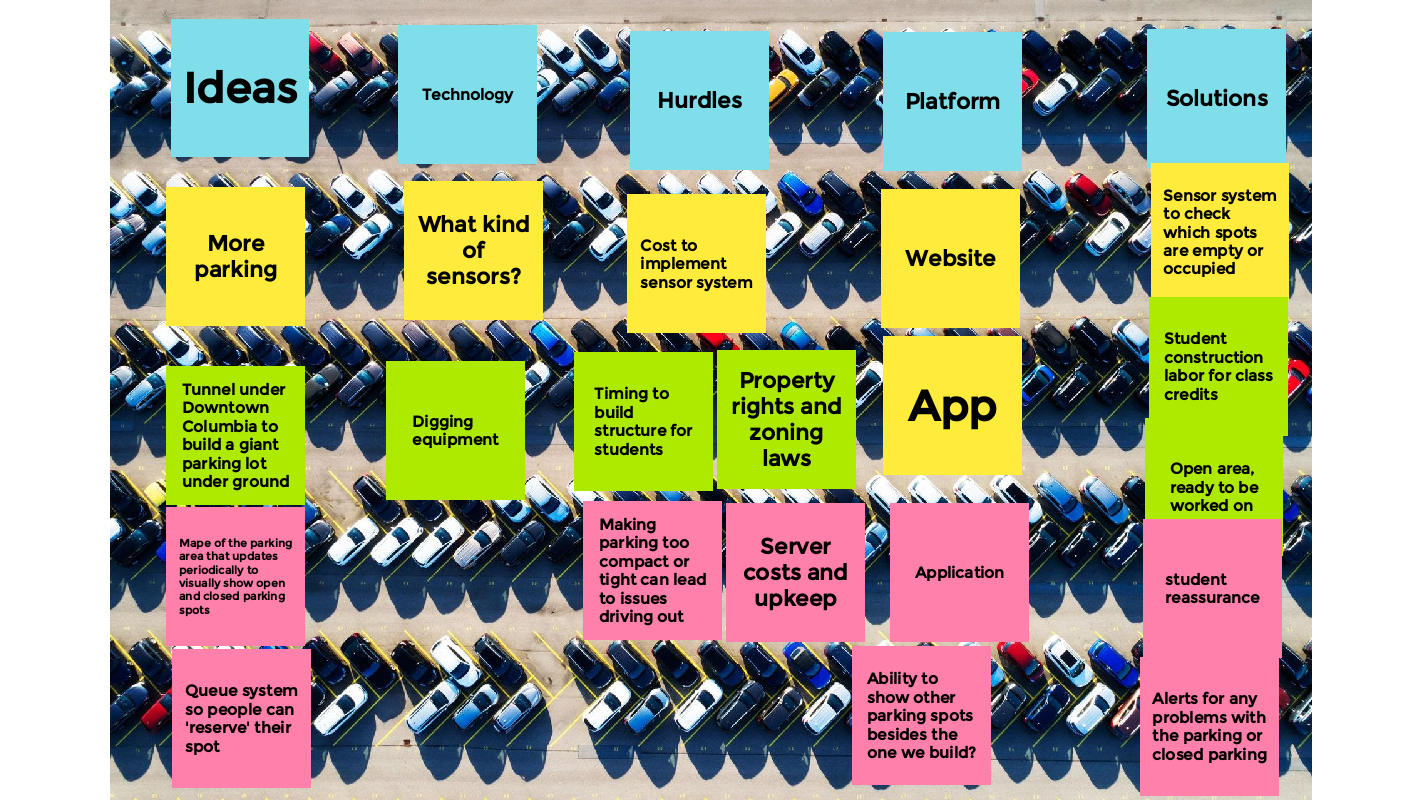 Ideas
Technology
Hurdles
Platform
Solutions
More
parking
What kind
of
sensors?
Cost to
implement
sensor system
Website
Sensor system
to check
which spots
are empty or
occupied
Tunnel under
Downtown
Columbia to
build a giant
parking lot
under ground
Digging
equipment
Timing to
build
structure for
students
Property
rights and
zoning
laws
App
Student
construction
labor for class
credits
Open area,
ready to be
worked on
Mape of the parking
area that updates
periodically to
visually show open
and closed parking
spots
Making
parking too
compact or
tight can lead
to issues
driving out
Server
costs and
upkeep
Application
student
reassurance
Queue system
so people can
'reserve' their
spot
Ability to
show other
parking spots
besides the
one we build?
Alerts for any
problems with
the parking or
closed parking